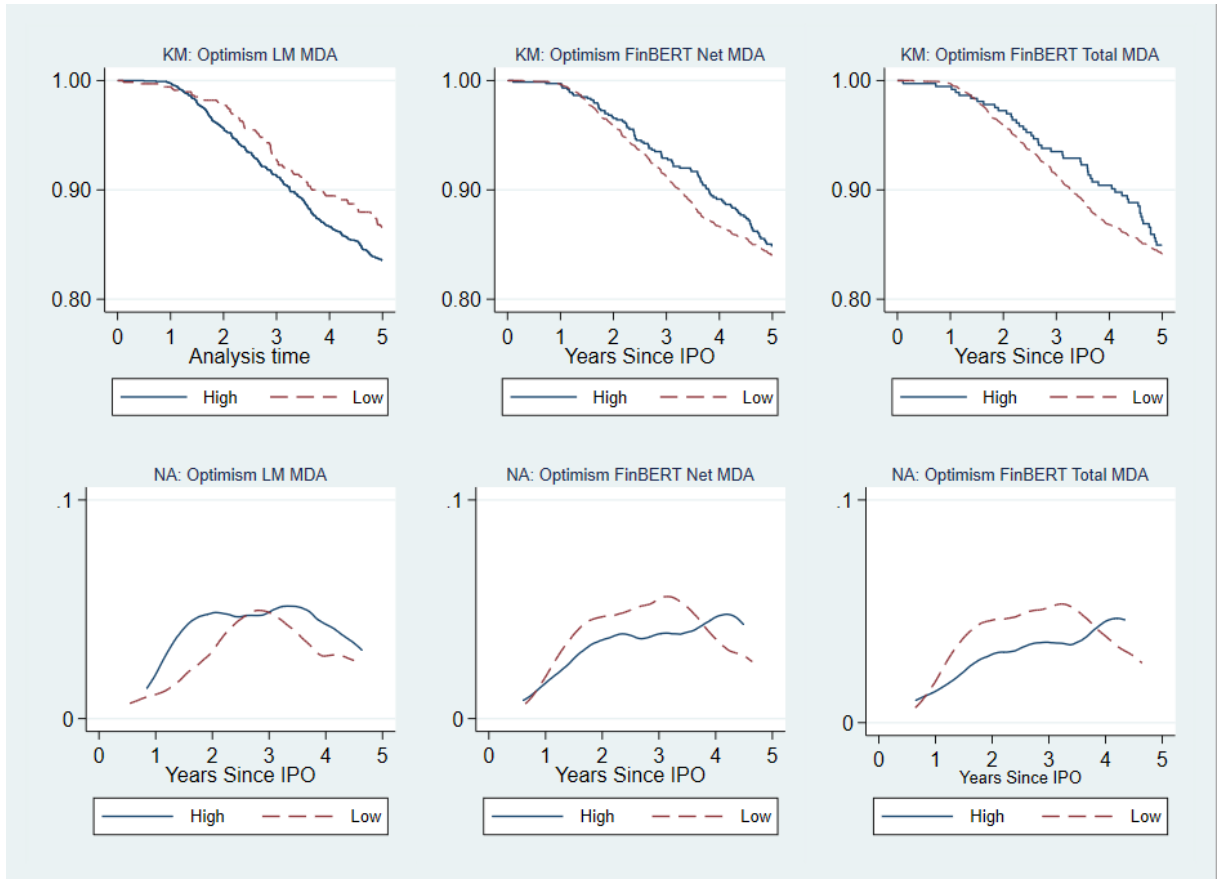 KM: Optimism LM MDA
1.00
0.90
0.80
0 1 2 3 4 5
Analysis time
High Low
KM: Optimism FinBERT Net MDA
1.00
0.90
0.80
0 1 2 3 4 5
Years Since IPO
High Low
KM: Optimism FinBERT Total MDA
1.00
0.90
0.80
0 1 2 3 4 5
Years Since IPO
High Low
NA: Optimism LM MDA
.1
0
0 1 2 3 4 5
Years Since IPO
High Low
NA: Optimism FinBERT Net MDA
.1
0
0 1 2 3 4 5
Years Since IPO
High Low
NA: Optimism FinBERT Total MDA
.1
0
0 1 2 3 4 5
Years Since IPO
High Low